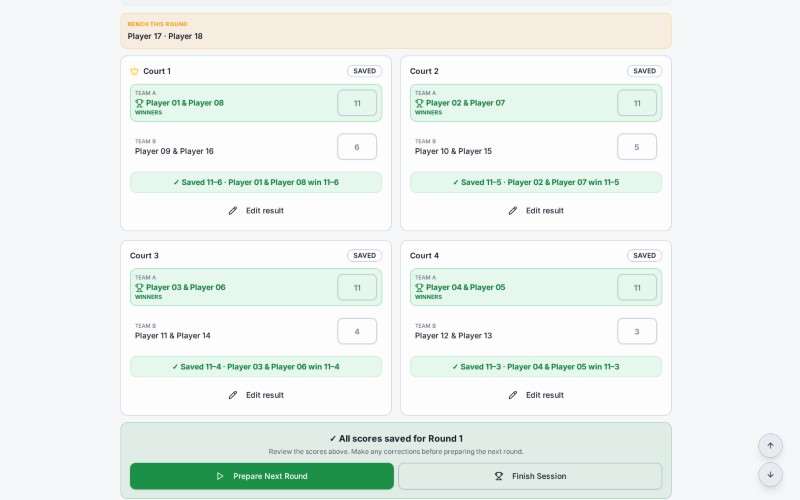 BENCH THIS ROUND
Player 17 · Player 18
Court 1
SAVED
TEAM A
Player 01 & Player 08
WINNERS
11
TEAM B
Player 09 & Player 16
6
✓ Saved 11–6 · Player 01 & Player 08 win 11–6
Edit result
Court 2
SAVED
TEAM A
Player 02 & Player 07
WINNERS
11
TEAM B
Player 10 & Player 15
5
✓ Saved 11–5 · Player 02 & Player 07 win 11–5
Edit result
Court 3
SAVED
TEAM A
Player 03 & Player 06
WINNERS
11
TEAM B
Player 11 & Player 14
4
✓ Saved 11–4 · Player 03 & Player 06 win 11–4
Edit result
Court 4
SAVED
TEAM A
Player 04 & Player 05
WINNERS
11
TEAM B
Player 12 & Player 13
3
✓ Saved 11–3 · Player 04 & Player 05 win 11–3
Edit result
✓ All scores saved for Round 1
Review the scores above. Make any corrections before preparing the next round.
Prepare Next Round
Finish Session